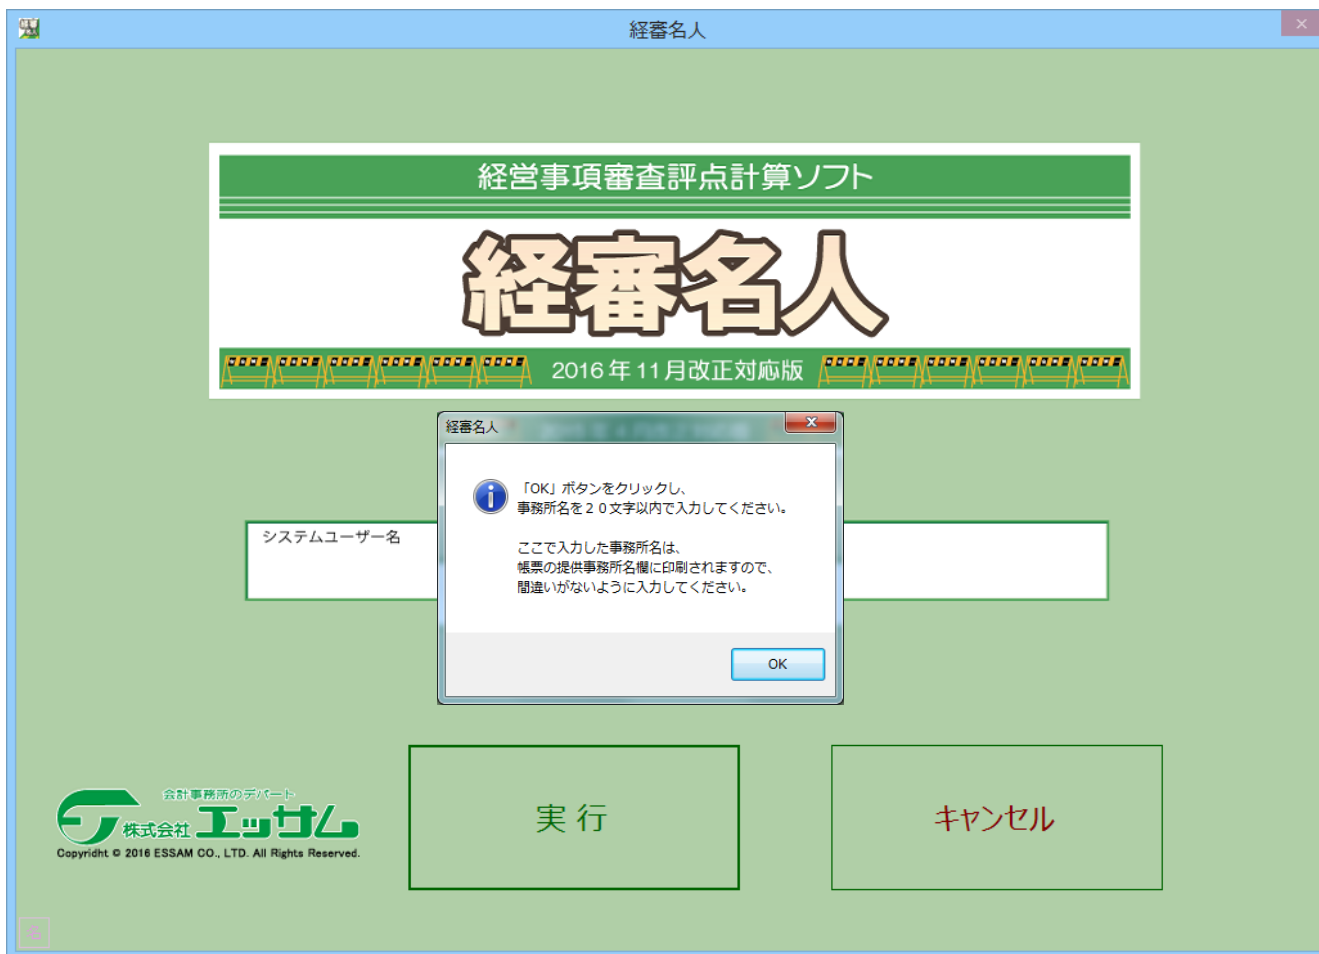 経審名人
経営事項審査評点計算ソフト
経審名人
2016年11月改正対応版
経審名人
「OK」ボタンをクリックし、
事務所名を２０文字以内で入力してください。
ここで入力した事務所名は、
帳票の提供事務所名欄に印刷されますので、
間違いがないように入力してください。
OK
システムユーザー名
会計事務所のデパート
株式会社 エッサム
Copyridht © 2016 ESSAM CO., LTD. All Rights Reserved.
実 行
キャンセル
名